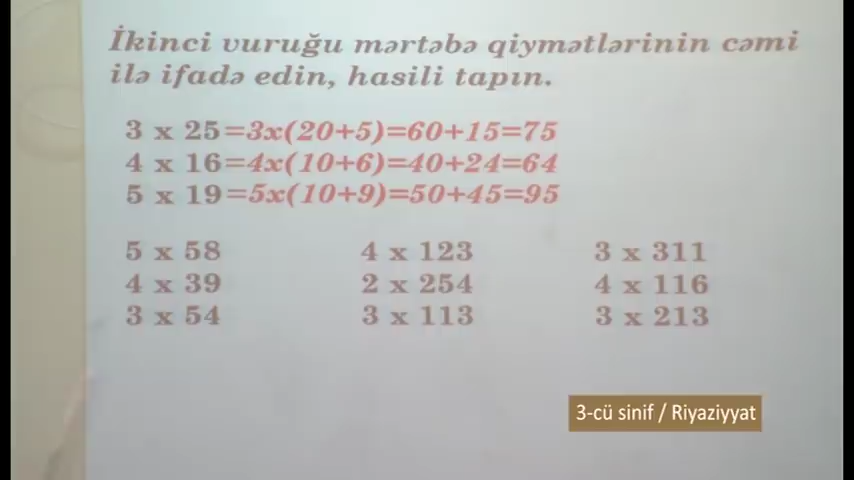 İkinci vuruğu mərtəbə qiymətlərinin cəmi
ilə ifadə edin, hasili tapın.
3 x 25=3x(20+5)=60+15=75
4 x 16=4x(10+6)=40+24=64
5 x 19=5x(10+9)=50+45=95
5 x 58 4 x 123 3 x 311
4 x 39 2 x 254 4 x 116
3 x 54 3 x 113 3 x 213
3-cü sinif / Riyaziyyat